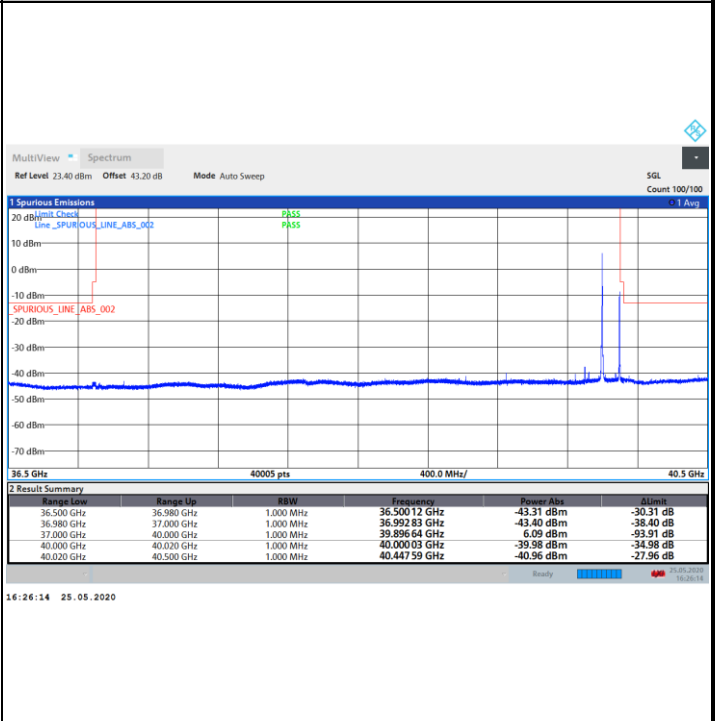 MultiView Spectrum
Ref Level 23.40 dBm Offset 43.20 dB Mode Auto Sweep SGL
Count 100/100
1 Spurious Emissions 1 Avg
Limit Check PASS
20 dBm
Line _SPURIOUS_LINE_ABS_002 PASS
10 dBm
0 dBm
-10 dBm
_SPURIOUS_LINE_ABS_002
-20 dBm
-30 dBm
-40 dBm
-50 dBm
-60 dBm
-70 dBm
36.5 GHz 40005 pts 400.0 MHz/ 40.5 GHz
2 Result Summary
Range Low Range Up RBW Frequency Power Abs ΔLimit
36.500 GHz 36.980 GHz 1.000 MHz 36.50012 GHz -43.31 dBm -30.31 dB
36.980 GHz 37.000 GHz 1.000 MHz 36.99283 GHz -43.40 dBm -38.40 dB
37.000 GHz 40.000 GHz 1.000 MHz 39.89664 GHz 6.09 dBm -93.91 dB
40.000 GHz 40.020 GHz 1.000 MHz 40.00003 GHz -39.98 dBm -34.98 dB
40.020 GHz 40.500 GHz 1.000 MHz 40.44759 GHz -40.96 dBm -27.96 dB
Ready 25.05.2020
16:26:14
16:26:14 25.05.2020